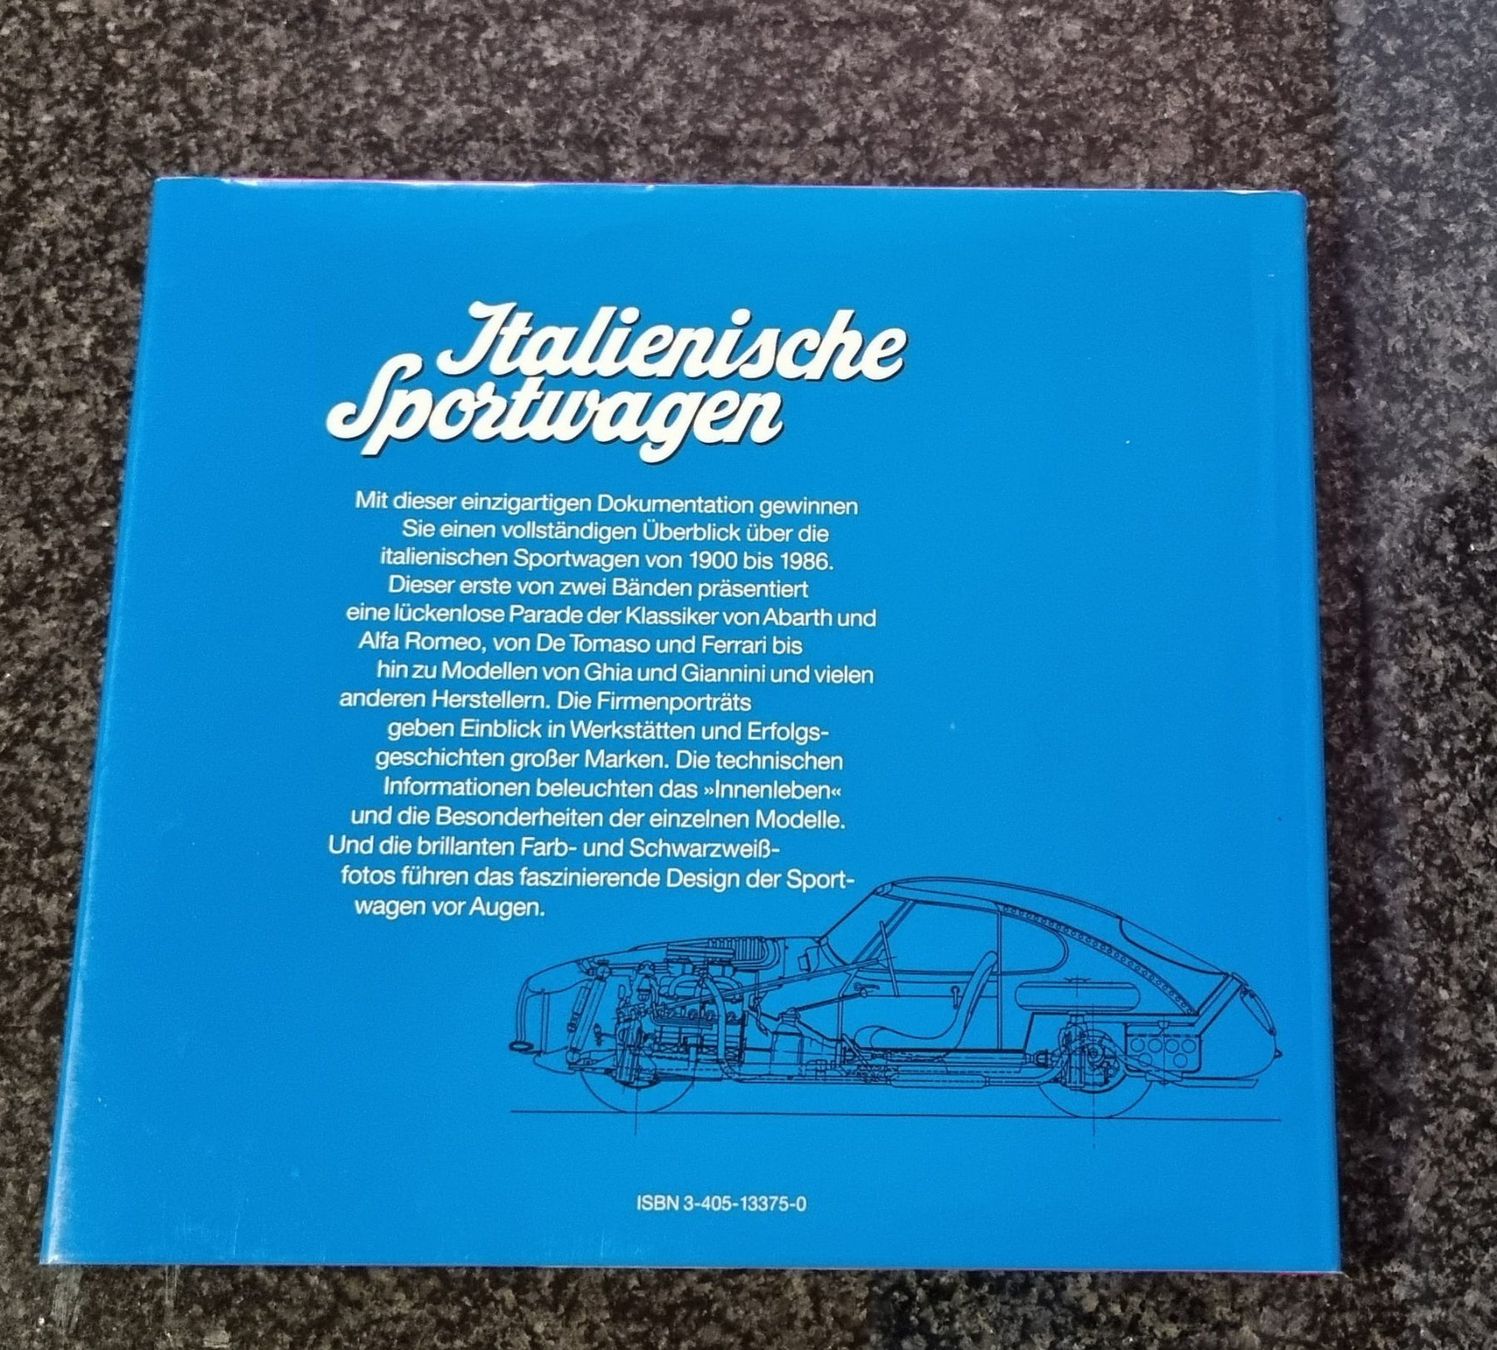 Italienische
Sportwagen
Mit dieser einzigartigen Dokumentation gewinnen
Sie einen vollständigen Überblick über die
italienischen Sportwagen von 1900 bis 1986.
Dieser erste von zwei Bänden präsentiert
eine lückenlose Parade der Klassiker von Abarth und
Alfa Romeo, von De Tomaso und Ferrari bis
hin zu Modellen von Ghia und Giannini und vielen
anderen Herstellern. Die Firmenporträts
geben Einblick in Werkstätten und Erfolgs-
geschichten großer Marken. Die technischen
Informationen beleuchten das »Innenleben«
und die Besonderheiten der einzelnen Modelle.
Und die brillanten Farb- und Schwarzweiß-
fotos führen das faszinierende Design der Sport-
wagen vor Augen.
ISBN 3-405-13375-0